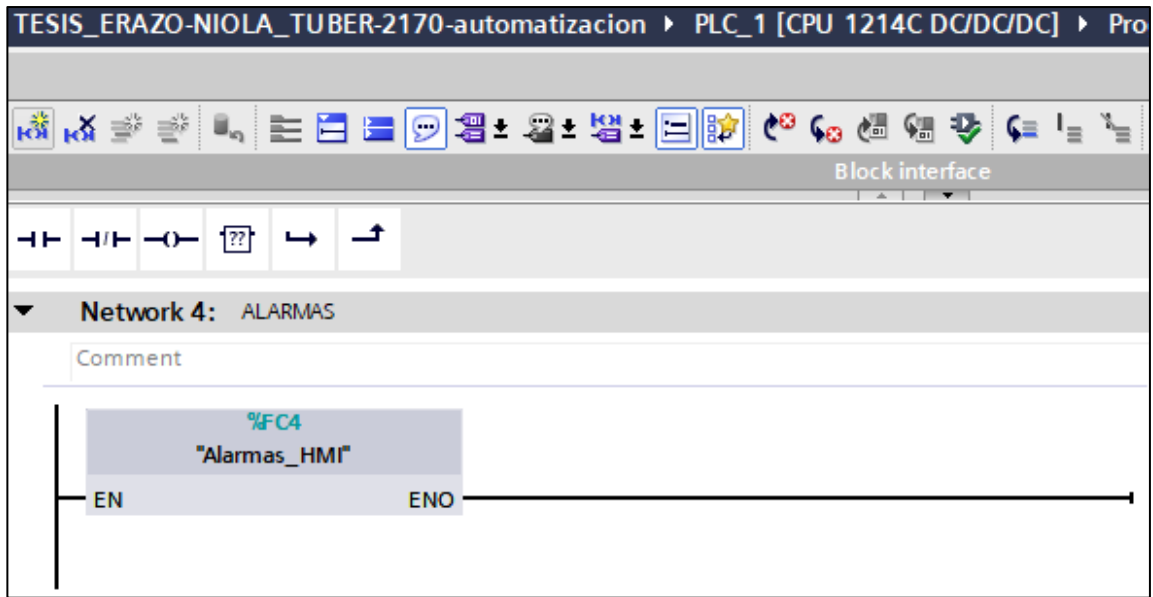 TESIS_ERAZO-NIOLA_TUBER-2170-automatizacion ▸ PLC_1 [CPU 1214C DC/DC/DC] ▸ Pro
Block interface
??
Network 4: ALARMAS
Comment
%FC4
"Alarmas_HMI"
EN ENO